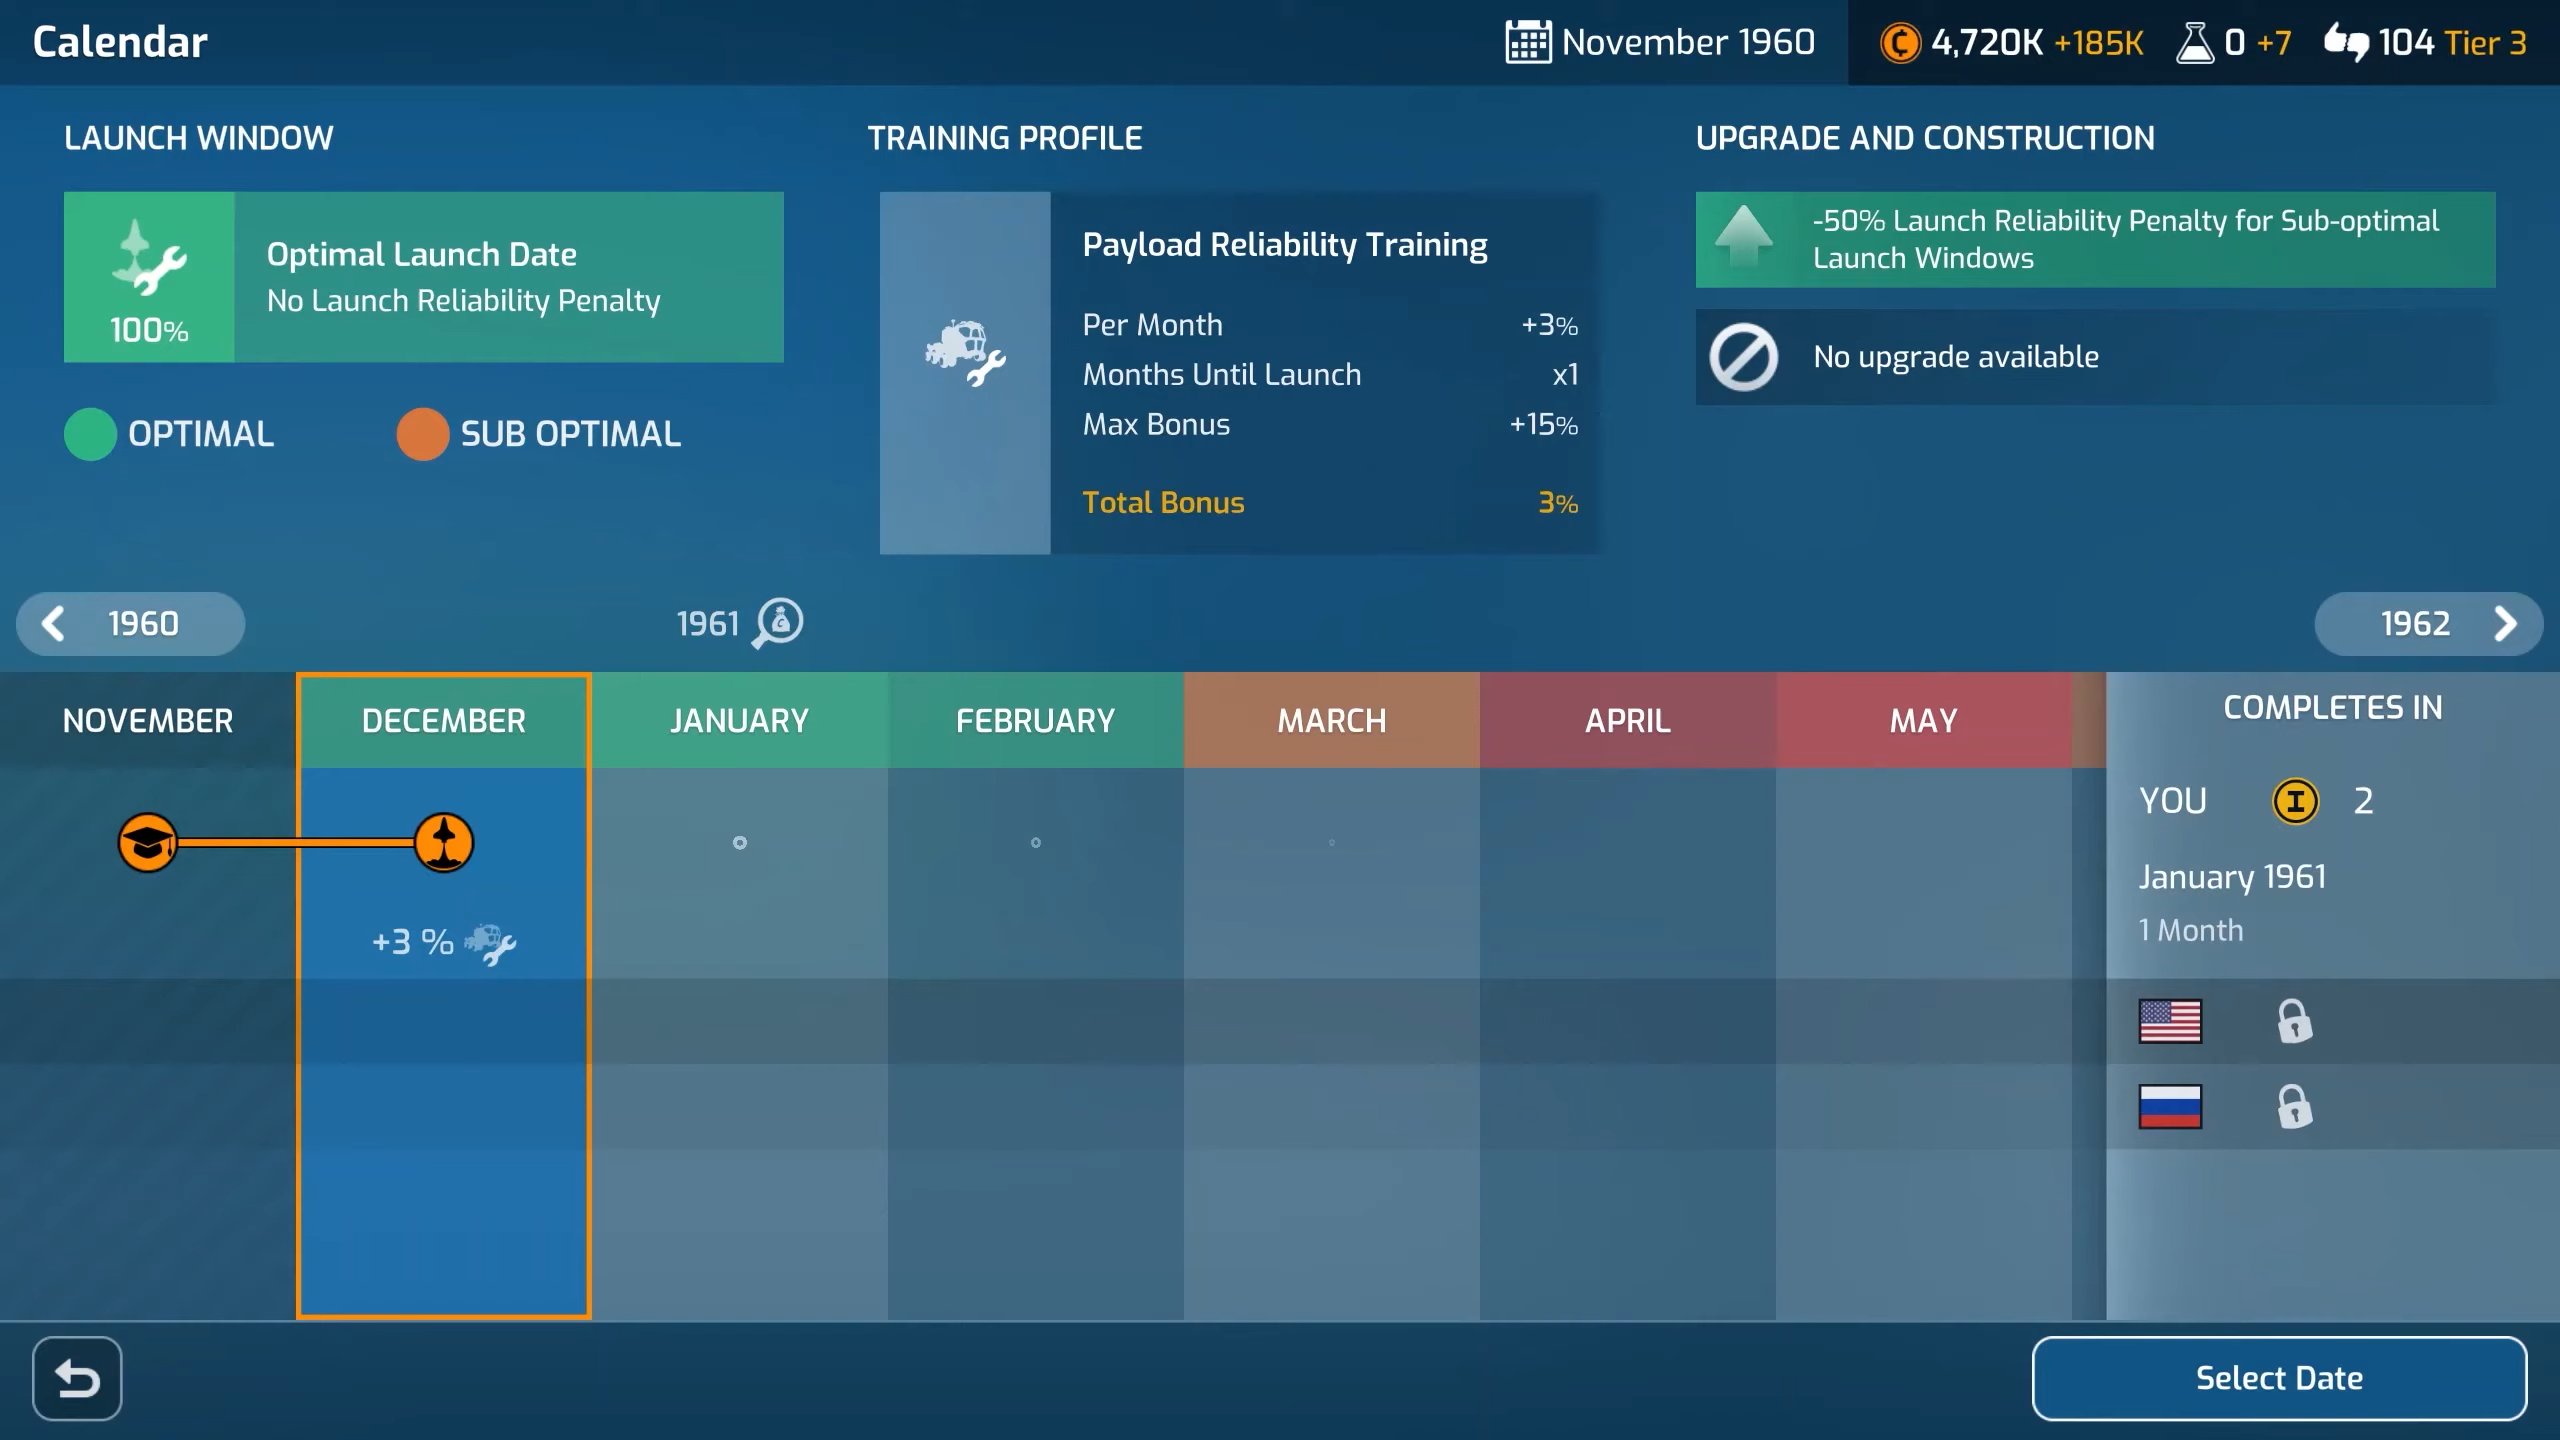 Calendar
November 1960
4,720K +185K
0 +7
104 Tier 3
LAUNCH WINDOW
100%
Optimal Launch Date
No Launch Reliability Penalty
OPTIMAL
SUB OPTIMAL
TRAINING PROFILE
Payload Reliability Training
Per Month +3%
Months Until Launch x1
Max Bonus +15%
Total Bonus 3%
UPGRADE AND CONSTRUCTION
-50% Launch Reliability Penalty for Sub-optimal
Launch Windows
No upgrade available
1960
1961
1962
NOVEMBER
DECEMBER
JANUARY
FEBRUARY
MARCH
APRIL
MAY
+3 %
COMPLETES IN
YOU I 2
January 1961
1 Month
Select Date